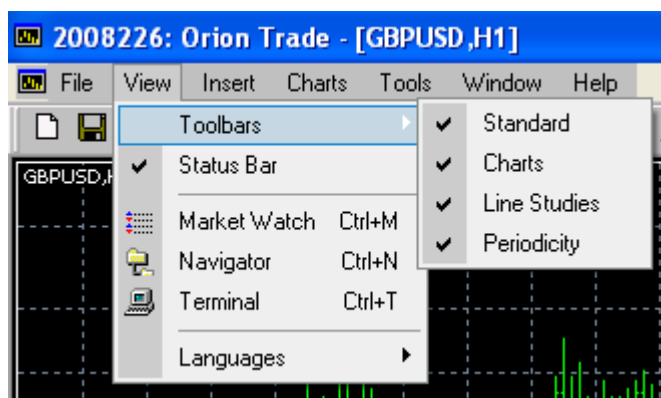 2008226: Orion Trade - [GBPUSD,H1]
File View Insert Charts Tools Window Help
Toolbars
Standard
Status Bar
Charts
GBPUSD,H
Line Studies
Market Watch Ctrl+M
Periodicity
Navigator Ctrl+N
Terminal Ctrl+T
Languages